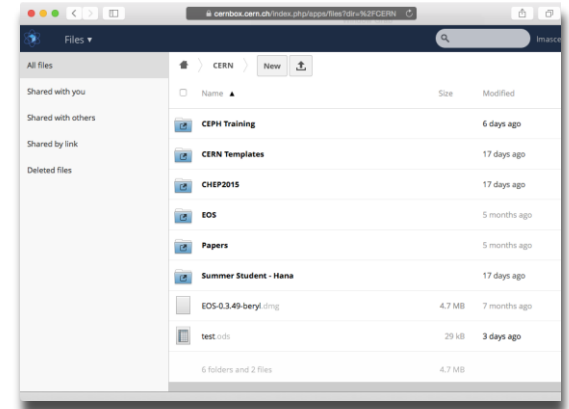 cernbox.cern.ch/index.php/apps/files?dir=%2FCERN
Files ▾ lmasce
All files CERN New
Name ▲ Size Modified
Shared with you
Shared with others
Shared by link
Deleted files
CEPH Training 6 days ago
CERN Templates 17 days ago
CHEP2015 17 days ago
EOS 5 months ago
Papers 5 months ago
Summer Student - Hana 17 days ago
EOS-0.3.49-beryl.dmg 4.7 MB 7 months ago
test.ods 29 kB 3 days ago
6 folders and 2 files 4.7 MB